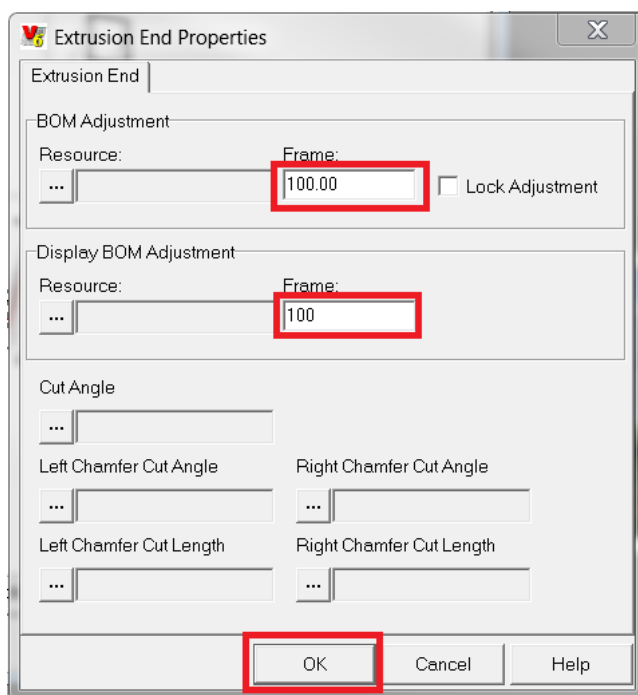 Extrusion End Properties
Extrusion End
BOM Adjustment
Resource: Frame:
... 100.00 Lock Adjustment
Display BOM Adjustment
Resource: Frame:
... 100
Cut Angle
...
Left Chamfer Cut Angle Right Chamfer Cut Angle
... ...
Left Chamfer Cut Length Right Chamfer Cut Length
... ...
OK Cancel Help